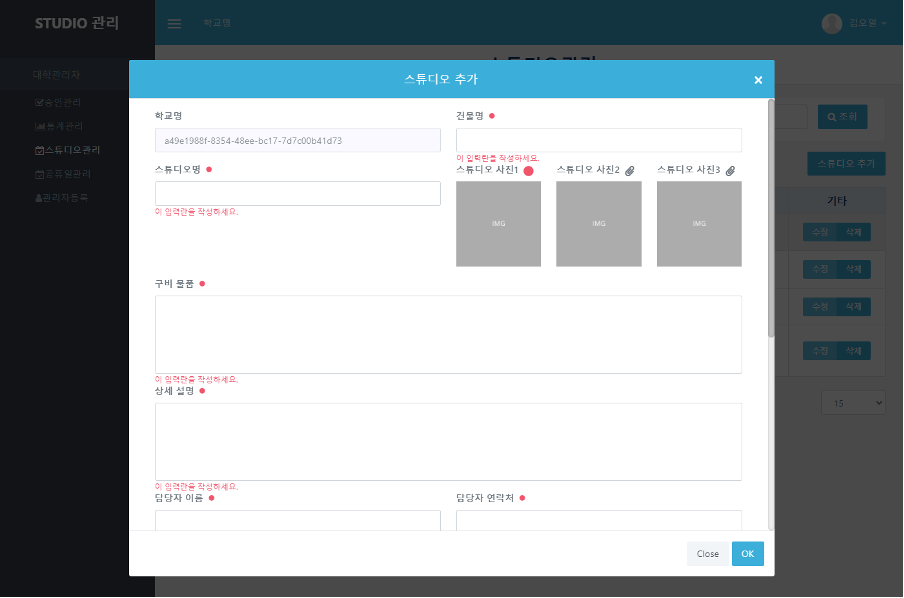 STUDIO 관리
학교명
김오월
대학관리자
승인관리
통계관리
스튜디오관리
공유일관리
관리자등록
조회
스튜디오 추가
기타
수정 삭제
수정 삭제
수정 삭제
수정 삭제
15
스튜디오 추가
×
학교명
a49e1988f-8354-48ee-bc17-7d7c00b41d73
건물명
이 입력란을 작성하세요.
스튜디오명
이 입력란을 작성하세요.
스튜디오 사진1 스튜디오 사진2 스튜디오 사진3
IMG IMG IMG
구비 물품
이 입력란을 작성하세요.
상세 설명
이 입력란을 작성하세요.
담당자 이름 담당자 연락처
Close OK